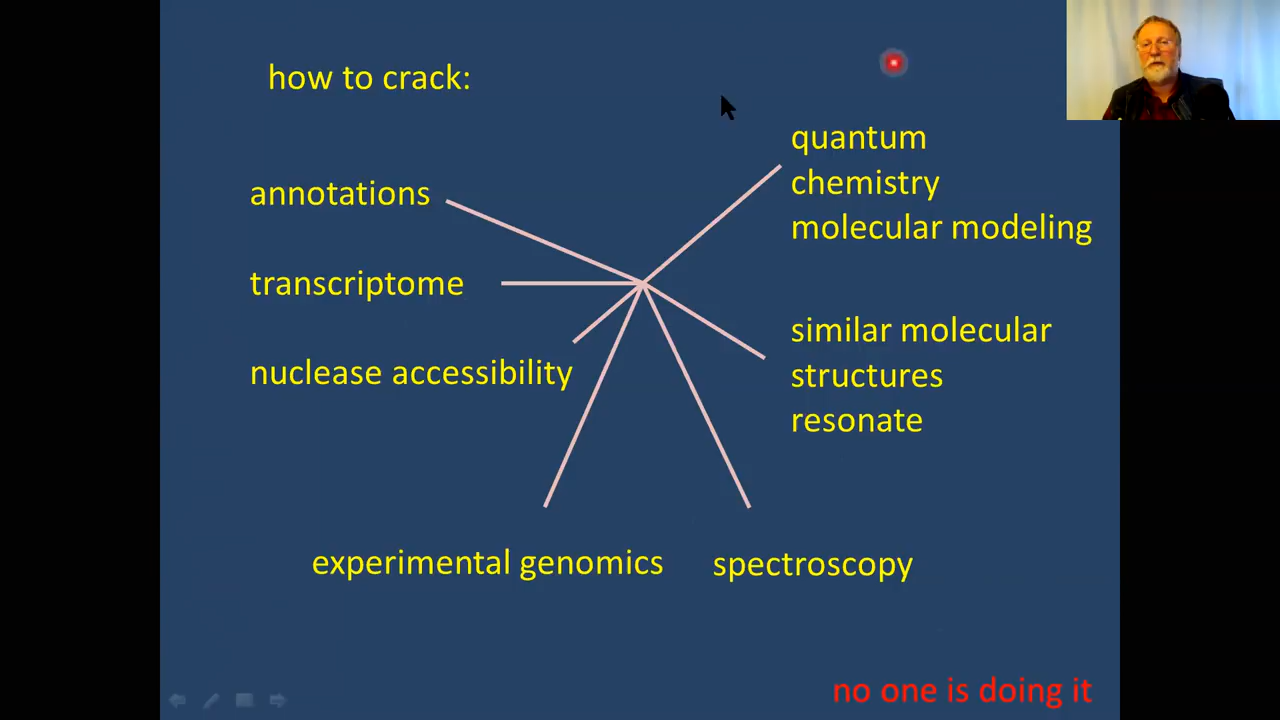 how to crack:
annotations
transcriptome
nuclease accessibility
experimental genomics
spectroscopy
quantum
chemistry
molecular modeling
similar molecular
structures
resonate
no one is doing it